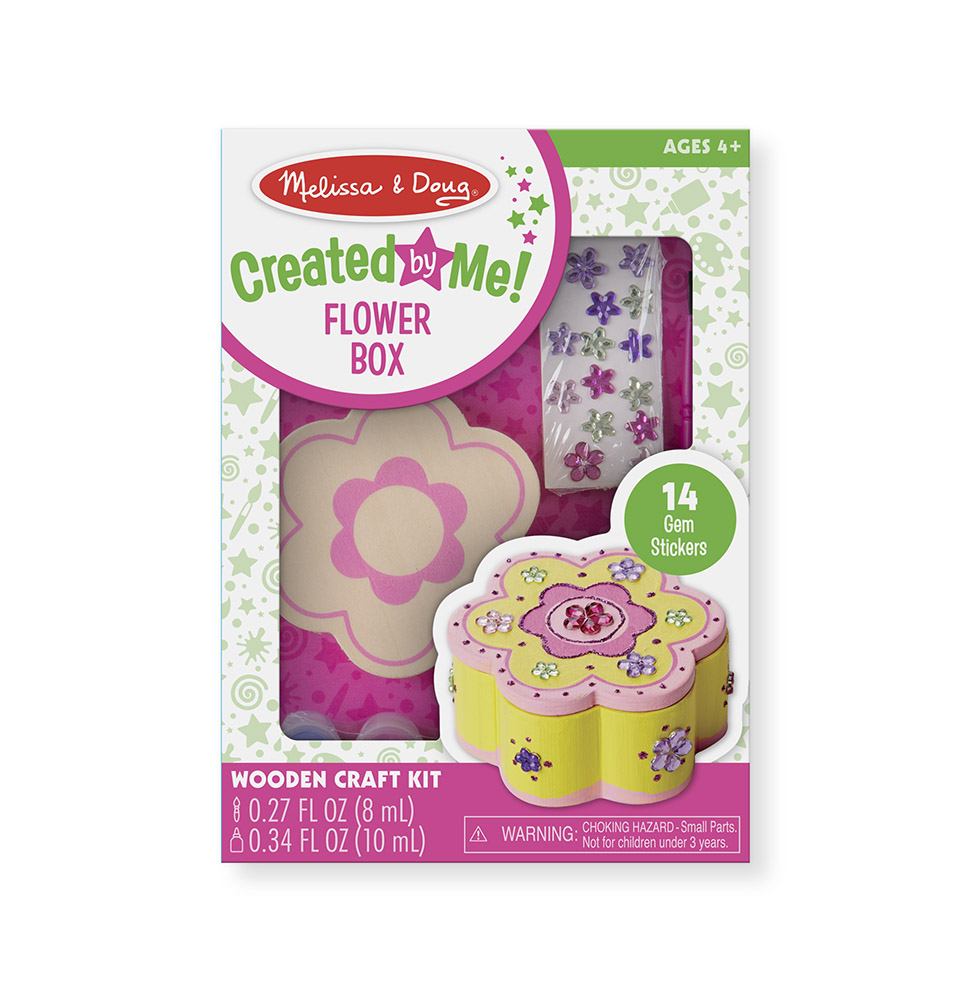 AGES 4+
Melissa & Doug®
Created by Me!
FLOWER
BOX
14
Gem
Stickers
WOODEN CRAFT KIT
0.27 FL OZ (8 mL)
0.34 FL OZ (10 mL)
WARNING: CHOKING HAZARD - Small Parts.
Not for children under 3 years.